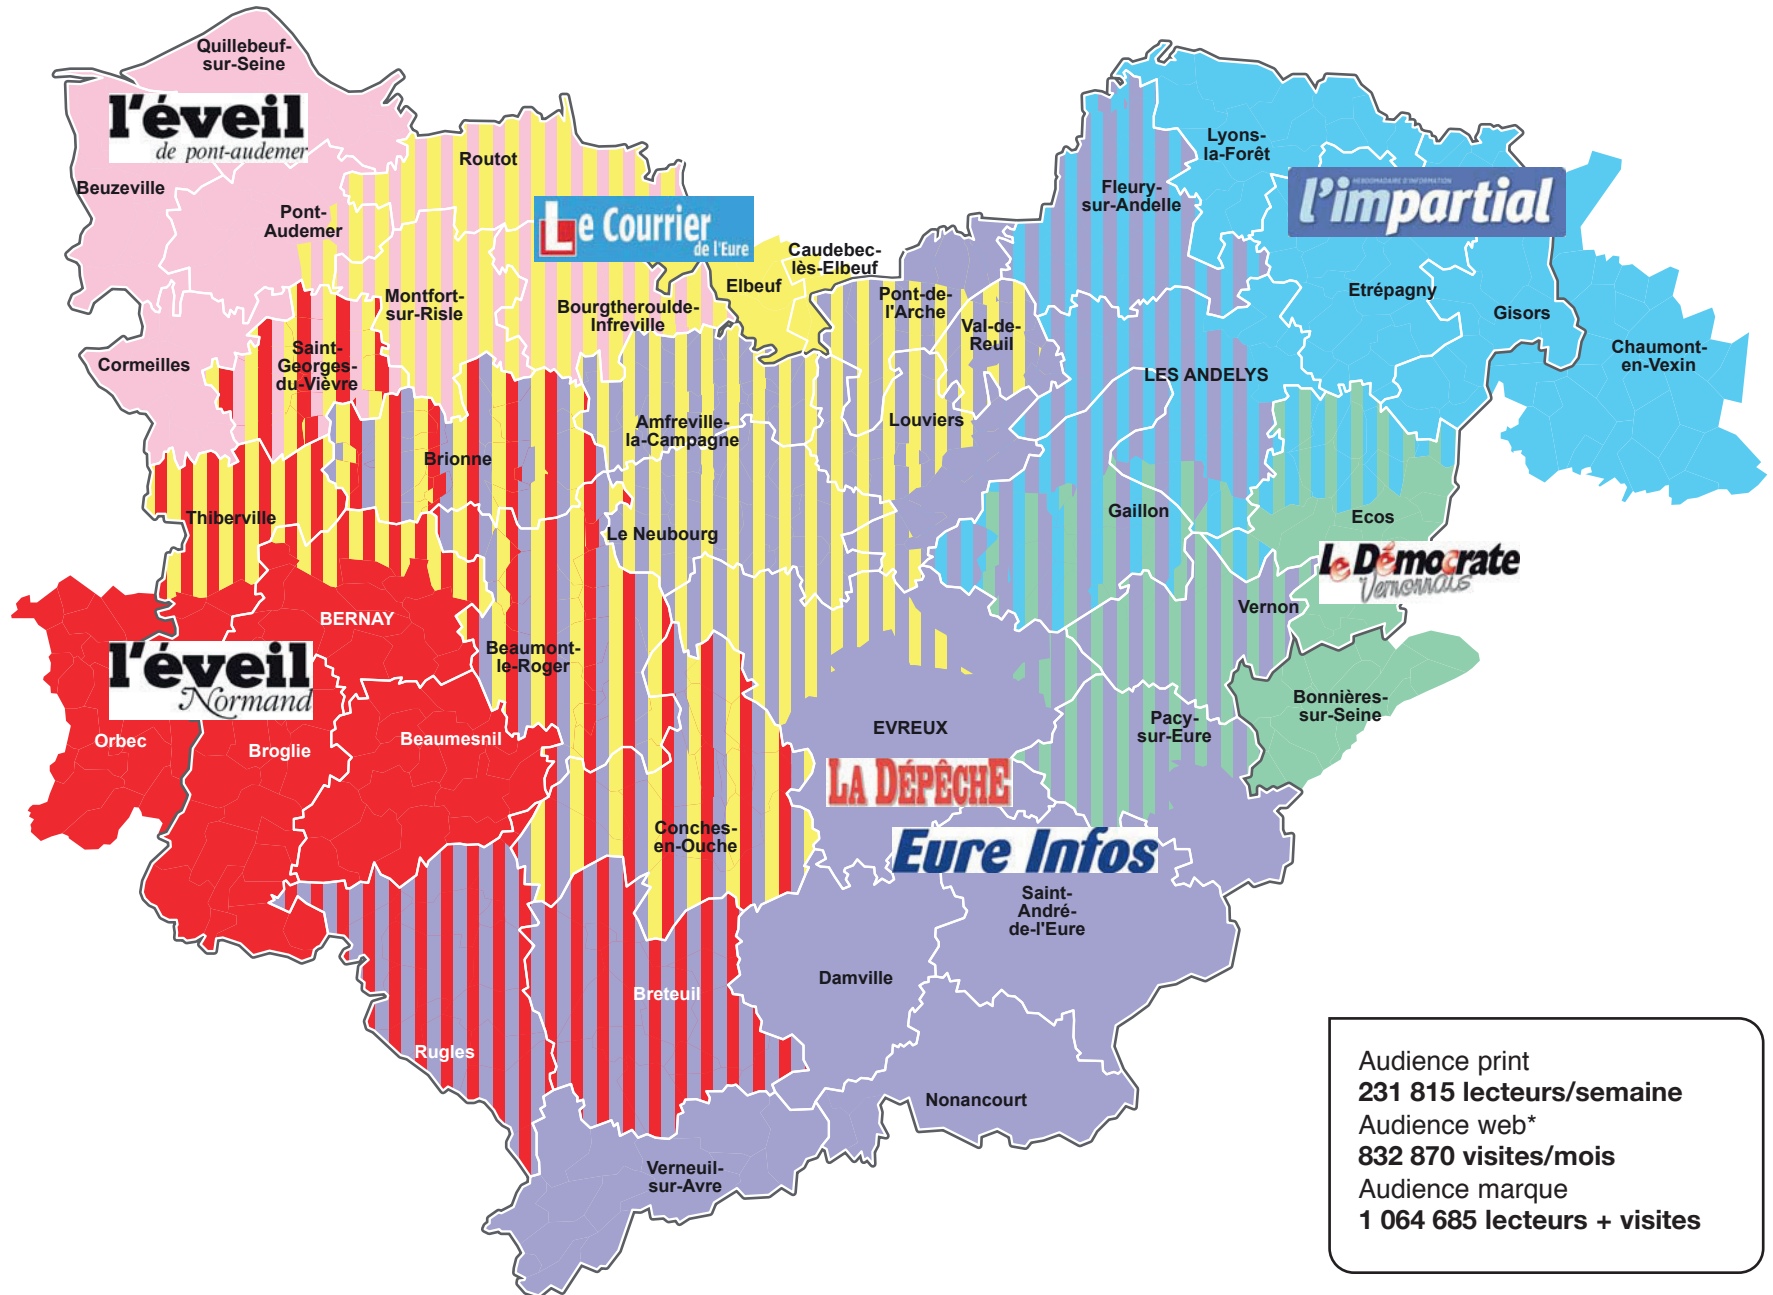 Quillebeuf-
sur-Seine
l'éveil
de pont-audemer
Beuzeville
Pont-
Audemer
Routot
Le Courrier
de l'Eure
Montfort-
sur-Risle
Bourgtheroulde-
Infreville
Elbeuf
Caudebec-
lès-Elbeuf
Pont-de-
l'Arche
Val-de-
Reuil
Fleury-
sur-Andelle
Lyons-
la-Forêt
HEBDOMADAIRE D'INFORMATION
l'impartial
Etrépagny
Gisors
Chaumont-
en-Vexin
Cormeilles
Saint-
Georges-
du-Vièvre
LES ANDELYS
Amfreville-
la-Campagne
Louviers
Brionne
Thiberville
Le Neubourg
Gaillon
Ecos
Le Démocrate
Vernonnais
Vernon
BERNAY
l'éveil
Normand
Beaumont-
le-Roger
Orbec
Broglie
Beaumesnil
EVREUX
Pacy-
sur-Eure
Bonnières-
sur-Seine
LA DÉPÊCHE
Eure Infos
Conches-
en-Ouche
Saint-
André-
de-l'Eure
Damville
Breteuil
Rugles
Nonancourt
Verneuil-
sur-Avre
Audience print
231 815 lecteurs/semaine
Audience web*
832 870 visites/mois
Audience marque
1 064 685 lecteurs + visites